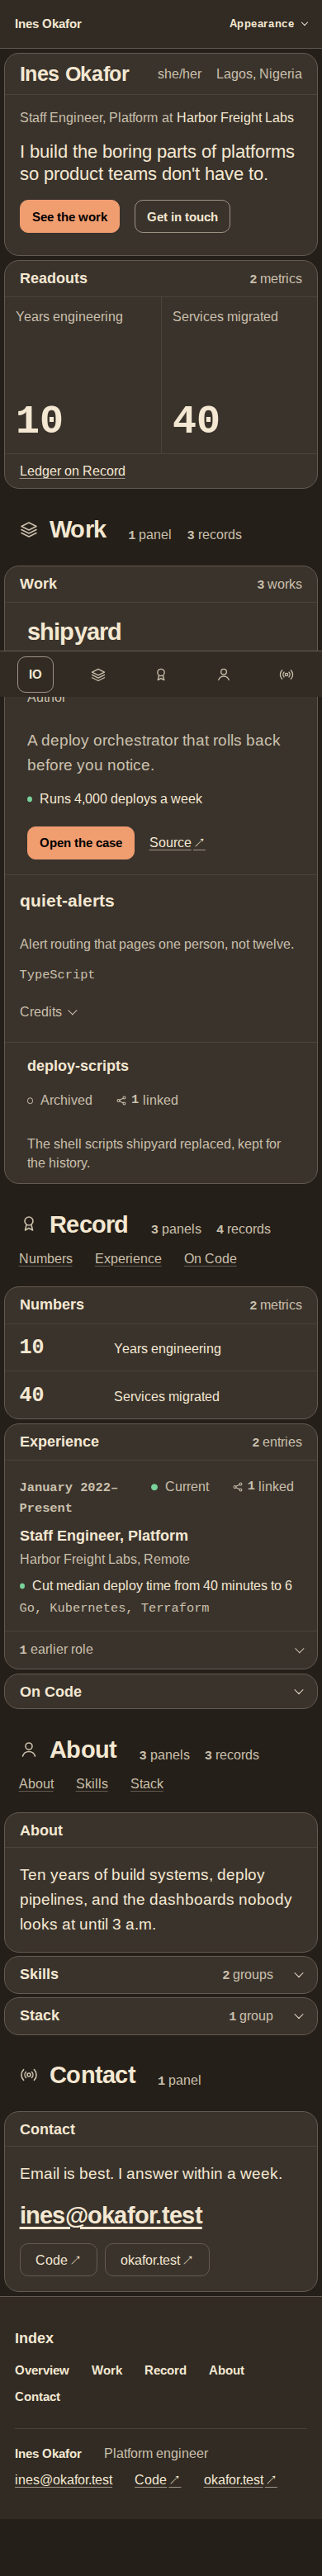 Ines Okafor
Appearance
Ines Okafor she/her Lagos, Nigeria
Staff Engineer, Platform at Harbor Freight Labs
I build the boring parts of platforms
so product teams don't have to.
See the work Get in touch
Readouts 2 metrics
Years engineering Services migrated
10 40
Ledger on Record
Work 1 panel 3 records
Work 3 works
shipyard
IO
Author
A deploy orchestrator that rolls back
before you notice.
Runs 4,000 deploys a week
Open the case Source ↗
quiet-alerts
Alert routing that pages one person, not twelve.
TypeScript
Credits
deploy-scripts
Archived 1 linked
The shell scripts shipyard replaced, kept for
the history.
Record 3 panels 4 records
Numbers Experience On Code
Numbers 2 metrics
10 Years engineering
40 Services migrated
Experience 2 entries
January 2022–
Present
Current 1 linked
Staff Engineer, Platform
Harbor Freight Labs, Remote
Cut median deploy time from 40 minutes to 6
Go, Kubernetes, Terraform
1 earlier role
On Code
About 3 panels 3 records
About Skills Stack
About
Ten years of build systems, deploy
pipelines, and the dashboards nobody
looks at until 3 a.m.
Skills 2 groups
Stack 1 group
Contact 1 panel
Contact
Email is best. I answer within a week.
ines@okafor.test
Code ↗ okafor.test ↗
Index
Overview Work Record About
Contact
Ines Okafor Platform engineer
ines@okafor.test Code ↗ okafor.test ↗